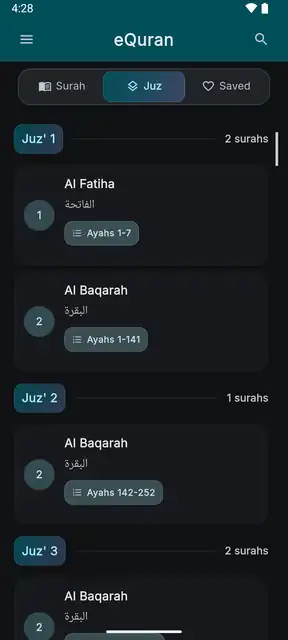 4:28
eQuran
Surah
Juz
Saved
Juz' 1
2 surahs
Al Fatiha
1
الفاتحة
Ayahs 1-7
Al Baqarah
2
البقرة
Ayahs 1-141
Juz' 2
1 surahs
Al Baqarah
2
البقرة
Ayahs 142-252
Juz' 3
2 surahs
Al Baqarah
2
البقرة